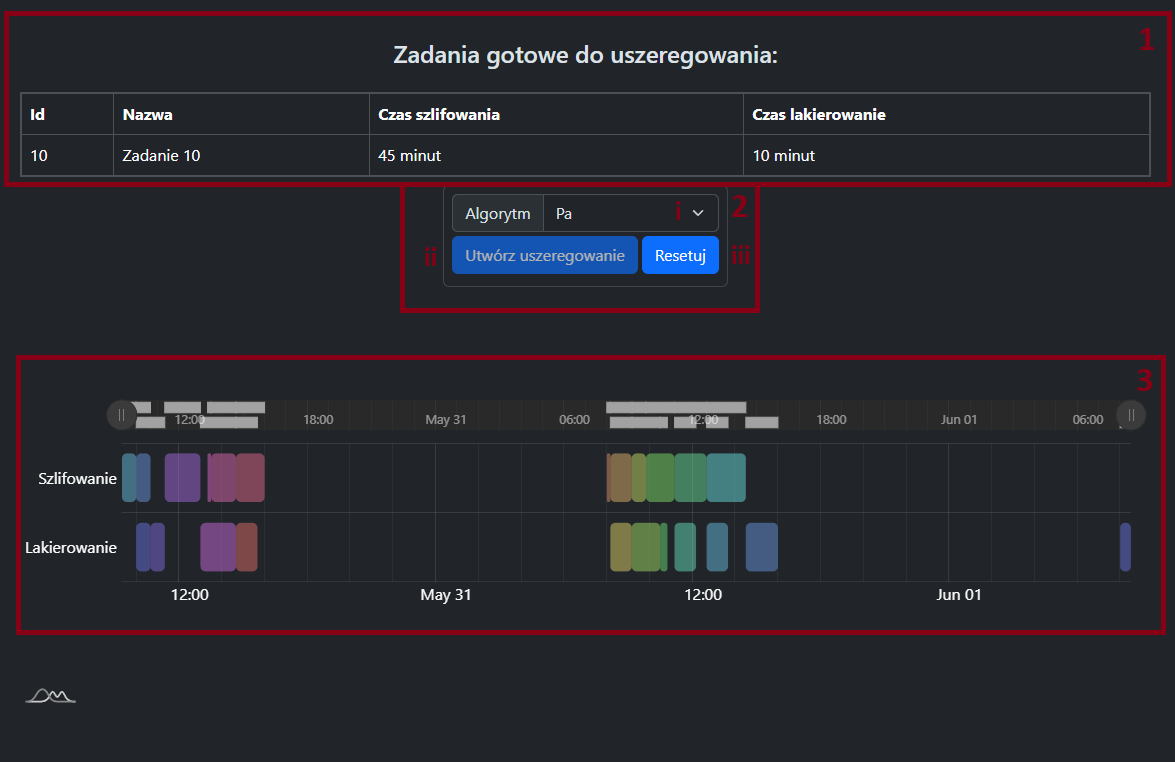 1
Zadania gotowe do uszeregowania:
Id Nazwa Czas szlifowania Czas lakierowanie
10 Zadanie 10 45 minut 10 minut
Algorytm Pa i 2
ii Utwórz uszeregowanie Resetuj iii
3
12:00 18:00 May 31 06:00 12:00 18:00 Jun 01 06:00
Szlifowanie
Lakierowanie
12:00 May 31 12:00 Jun 01